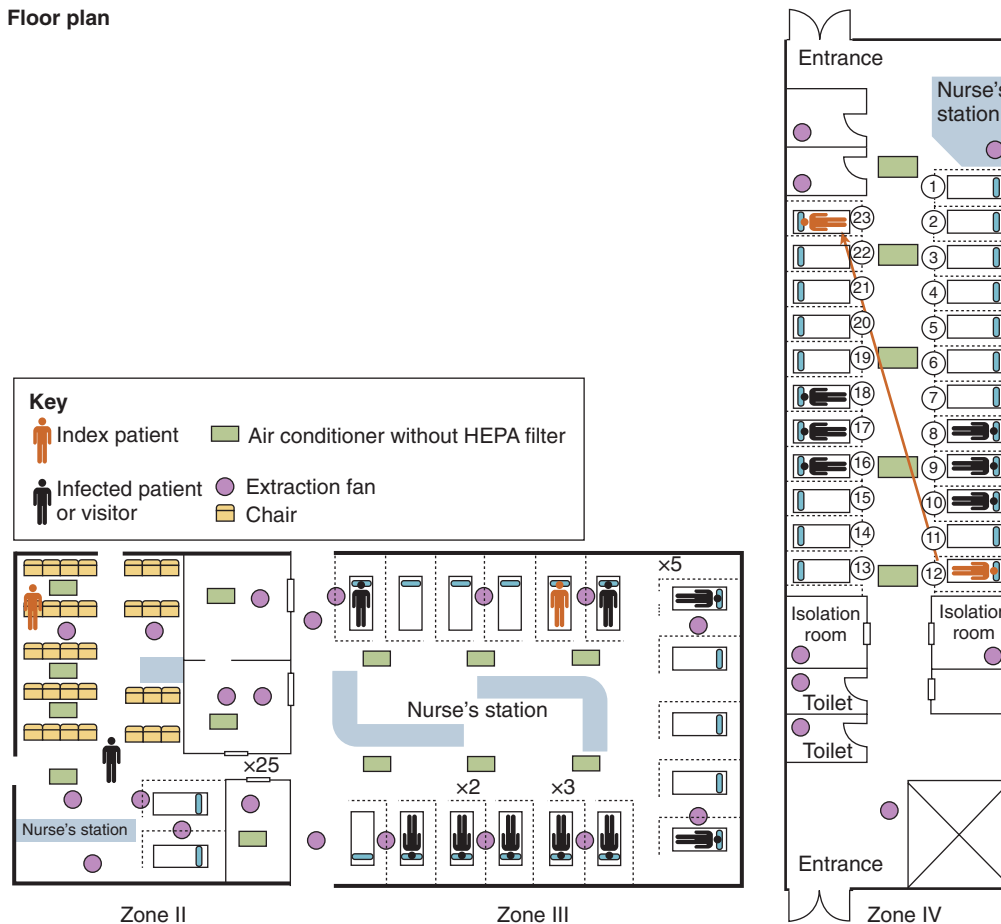 Floor plan
Key
Index patient
Air conditioner without HEPA filter
Infected patient
or visitor
Extraction fan
Chair
×25
Nurse's station
Zone II
×5
Nurse's station
×2
×3
Zone III
Entrance
Nurse's
station
1
23
2
22
3
21
4
20
5
19
6
18
7
17
8
16
9
15
10
14
11
13
12
Isolation
room
Isolation
room
Toilet
Toilet
Entrance
Zone IV